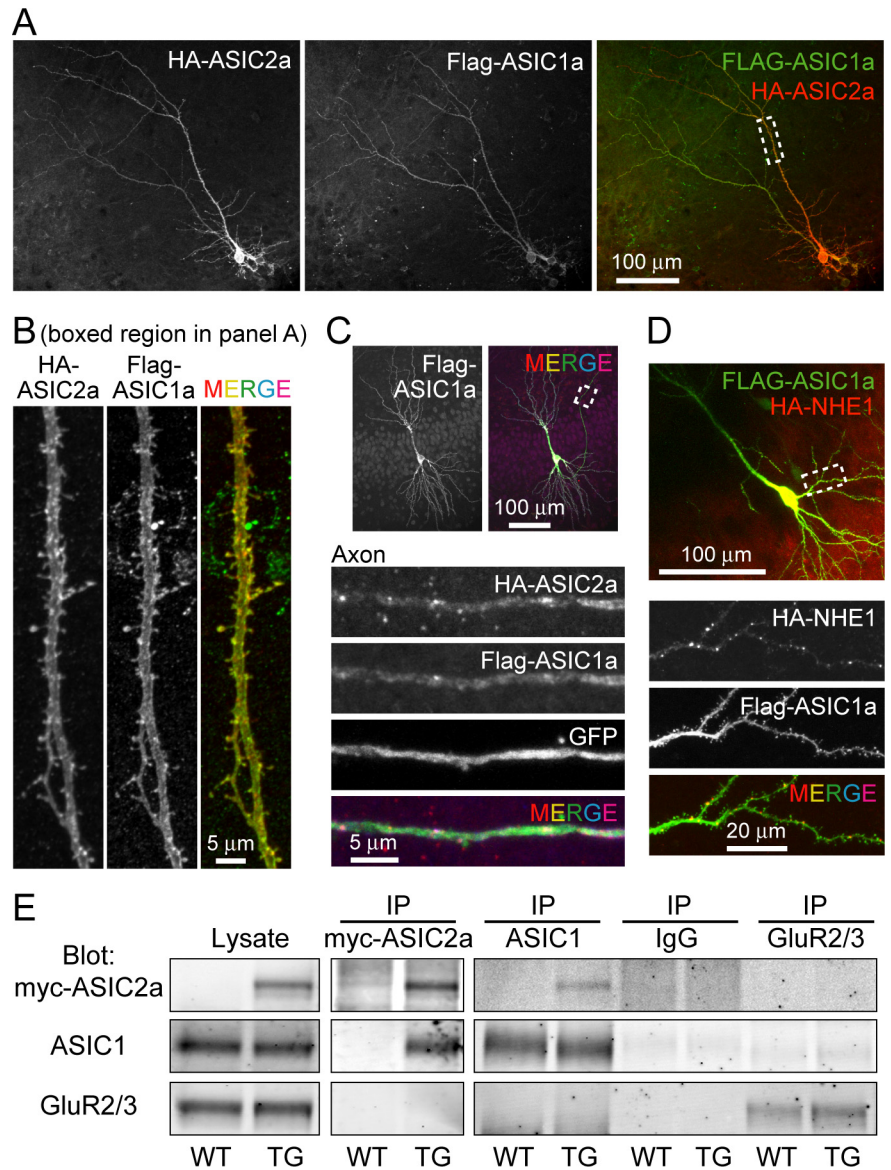 A
HA-ASIC2a
Flag-ASIC1a
FLAG-ASIC1a
HA-ASIC2a
100 μm
B (boxed region in panel A)
HA-
ASIC2a
Flag-
ASIC1a
MERGE
5 μm
C
Flag-
ASIC1a
MERGE
100 μm
Axon
HA-ASIC2a
Flag-ASIC1a
GFP
MERGE
5 μm
D
FLAG-ASIC1a
HA-NHE1
100 μm
HA-NHE1
Flag-ASIC1a
MERGE
20 μm
E
IP IP IP IP
Lysate myc-ASIC2a ASIC1 IgG GluR2/3
Blot:
myc-ASIC2a
ASIC1
GluR2/3
WT TG WT TG WT TG WT TG WT TG